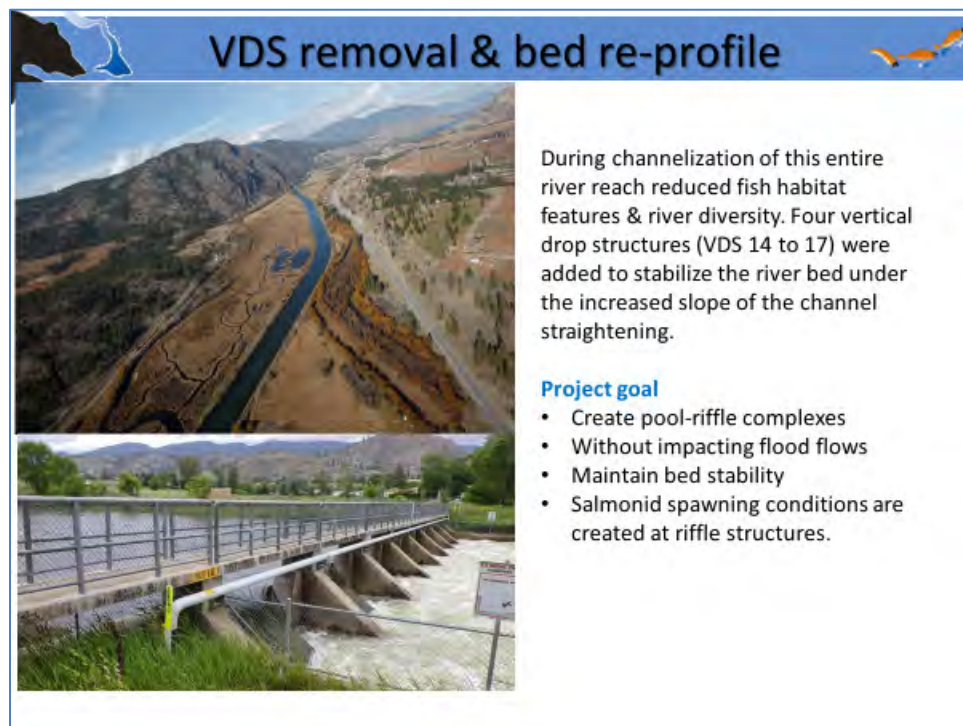 VDS removal & bed re-profile
During channelization of this entire
river reach reduced fish habitat
features & river diversity. Four vertical
drop structures (VDS 14 to 17) were
added to stabilize the river bed under
the increased slope of the channel
straightening.
Project goal
• Create pool-riffle complexes
• Without impacting flood flows
• Maintain bed stability
• Salmonid spawning conditions are
created at riffle structures.